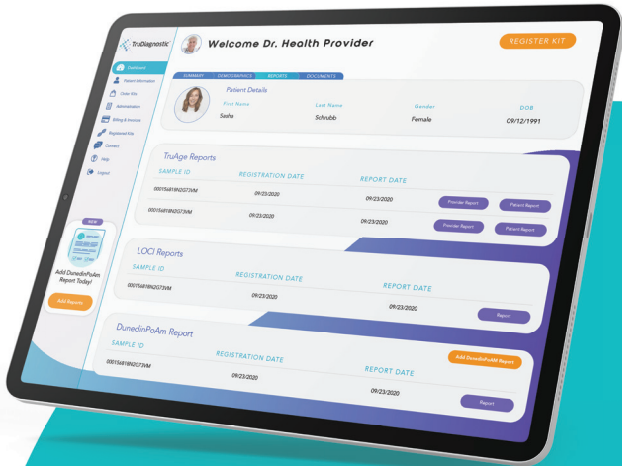 TruDiagnostic
Welcome Dr. Health Provider
REGISTER KIT
Dashboard
Patient Information
Order Kits
Administration
Billing & Invoices
Registered Kits
Connect
Help
Logout
NEW
Add DunedinPoAm
Report Today!
Add Reports
SUMMARY DEMOGRAPHICS REPORTS DOCUMENTS
Patient Details
First Name Last Name Gender DOB
Sasha Schrubb Female 09/12/1991
TruAge Reports
SAMPLE ID REGISTRATION DATE REPORT DATE
09/23/2020 09/23/2020 Provider Report Patient Report
09/23/2020 09/23/2020 Provider Report Patient Report
LOCI Reports
SAMPLE ID REGISTRATION DATE REPORT DATE
09/23/2020 09/23/2020 Report
DunedinPoAm Report
Add DunedinPoAM Report
SAMPLE ID REGISTRATION DATE REPORT DATE
09/23/2020 09/23/2020 Report